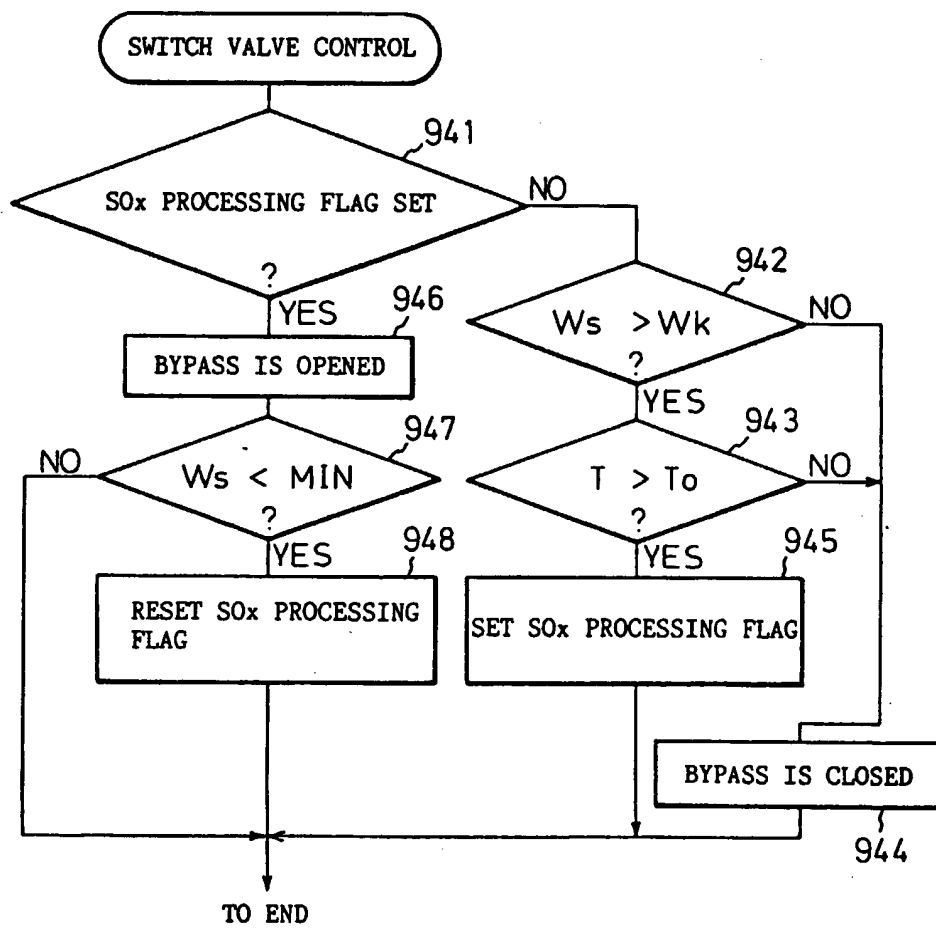 SWITCH VALVE CONTROL
941
SOx PROCESSING FLAG SET
?
NO
YES
942
Ws > Wk
?
NO
YES
946
BYPASS IS OPENED
947
NO
Ws < MIN
?
YES
943
T > To
?
NO
YES
948
RESET SOx PROCESSING
FLAG
945
SET SOx PROCESSING FLAG
BYPASS IS CLOSED
944
TO END